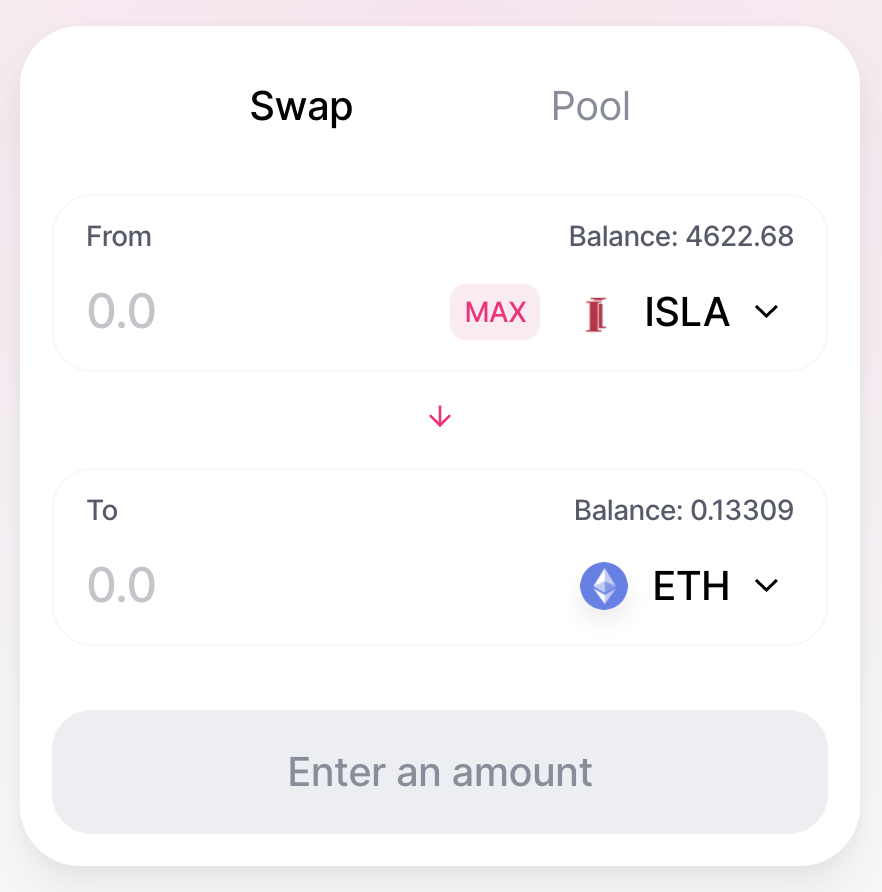 Swap Pool
From Balance: 4622.68
0.0 MAX ISLA
To Balance: 0.13309
0.0 ETH
Enter an amount